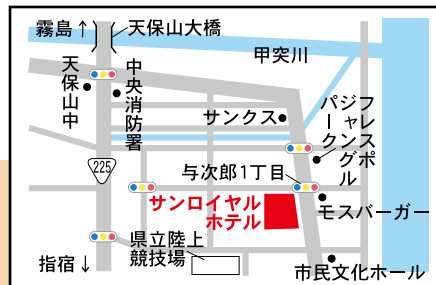 霧島↑
天保山大橋
甲突川
天保山中
中央消防署
サンクス
ジャングル
パークフレスポ
225
与次郎1丁目
サンロイヤル
ホテル
モスバーガー
県立陸上
競技場
指宿↓
市民文化ホール